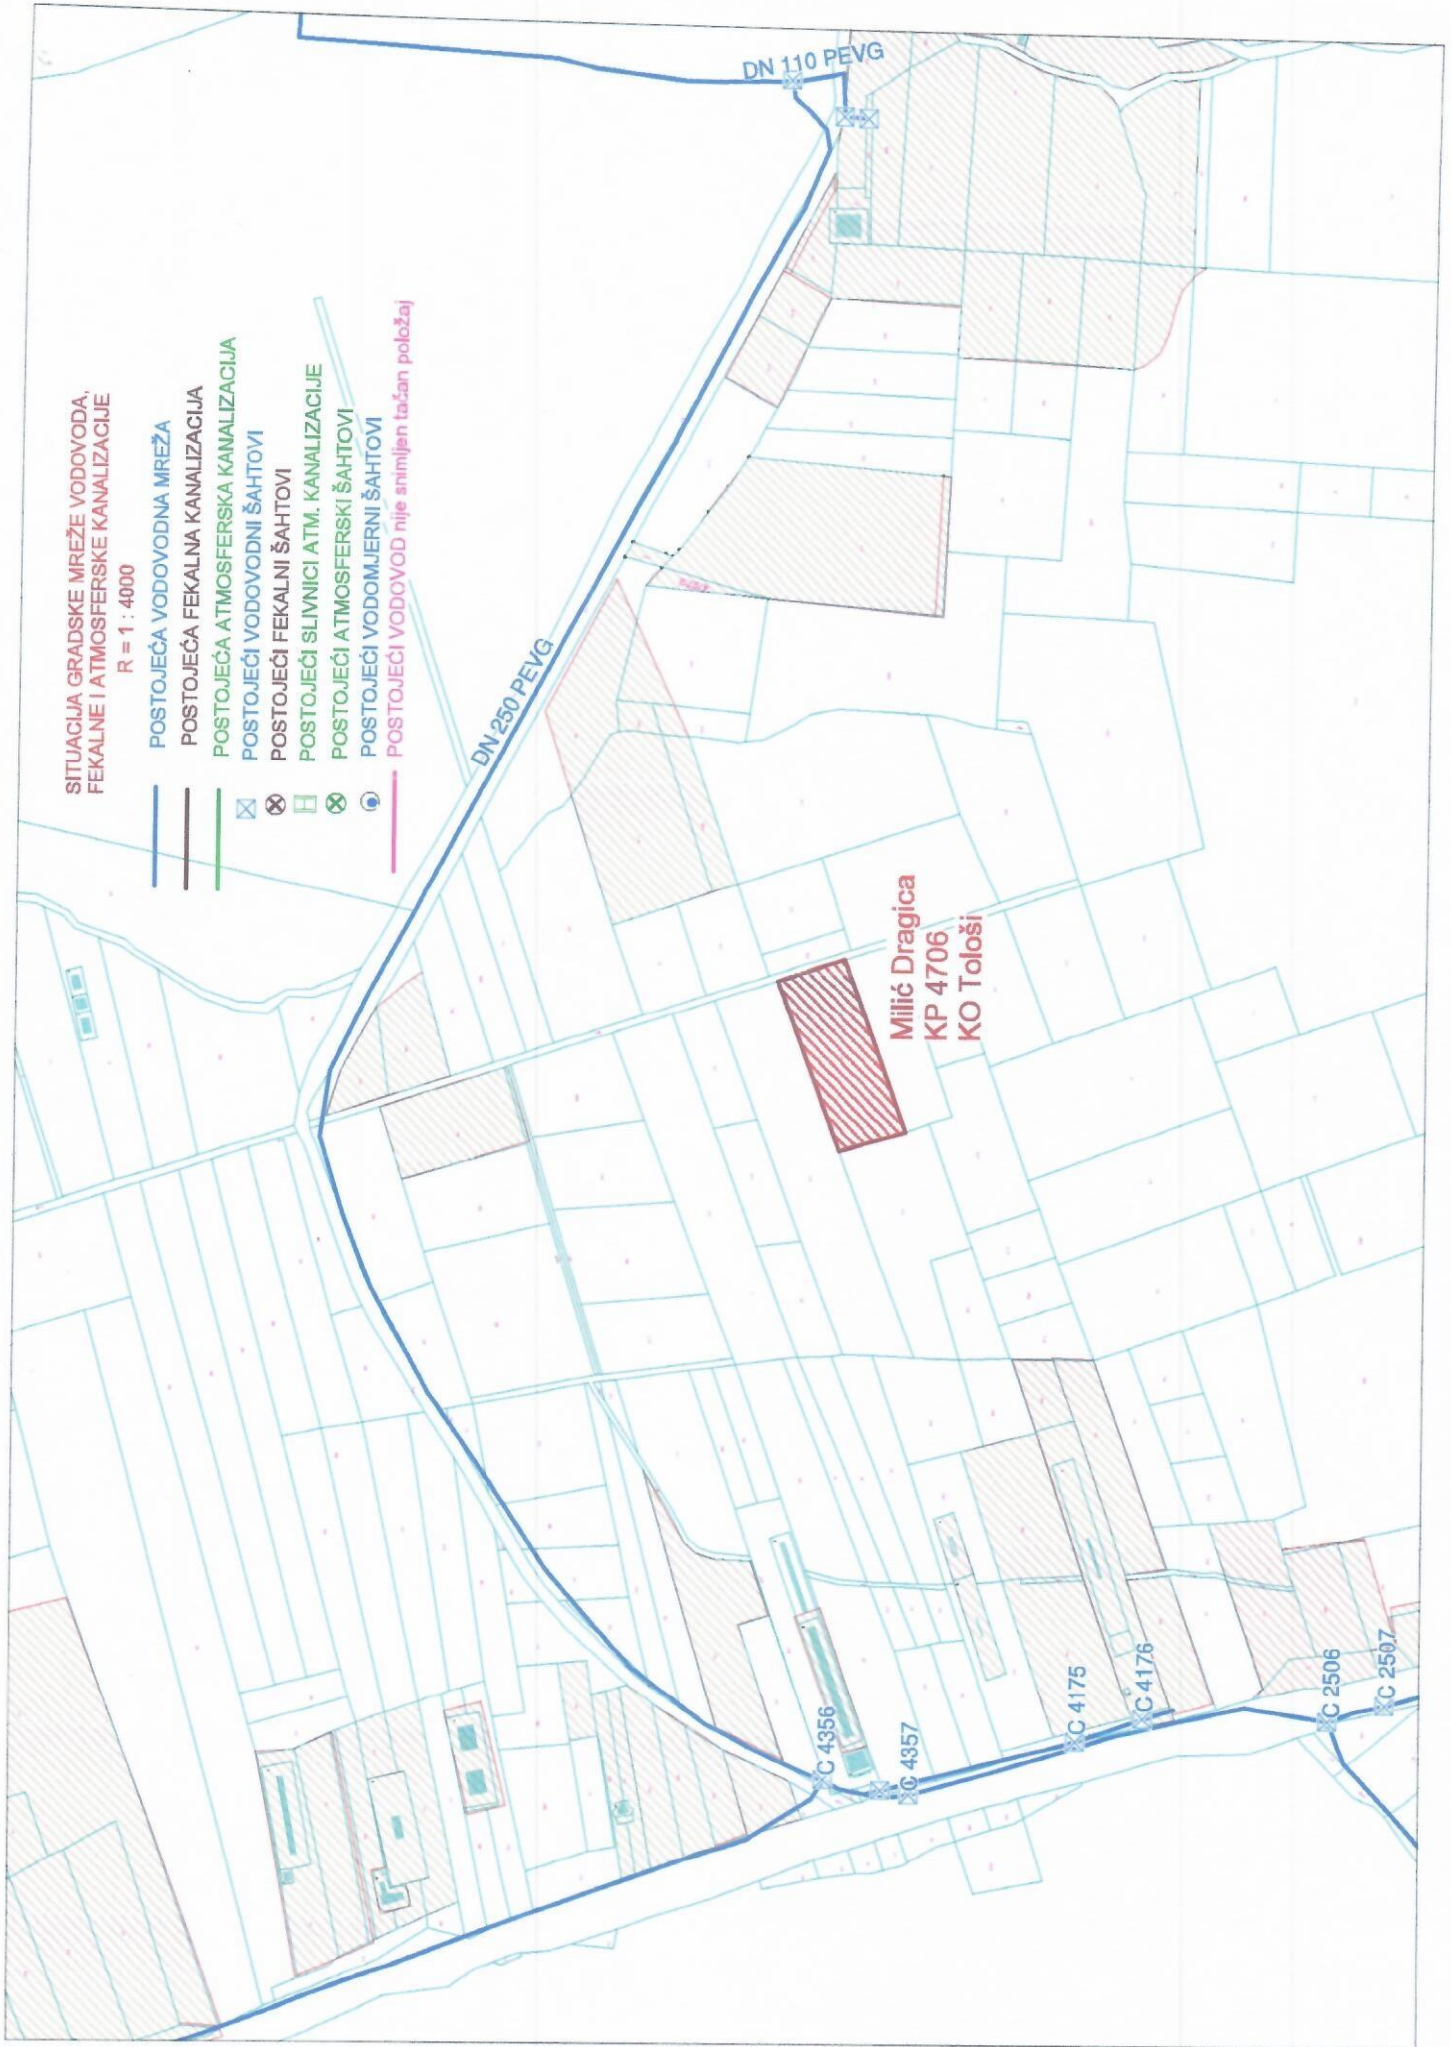 SITUACIJA GRADSKE MREŽE VODOVODA,
FEKALNE I ATMOSFERSKE KANALIZACIJE
R = 1 : 4000
POSTOJEĆA VODOVODNA MREŽA
POSTOJEĆA FEKALNA KANALIZACIJA
POSTOJEĆA ATMOSFERSKA KANALIZACIJA
POSTOJEĆI VODOVODNI ŠAHTOVI
POSTOJEĆI FEKALNI ŠAHTOVI
POSTOJEĆI SLIVNICI ATM. KANALIZACIJE
POSTOJEĆI ATMOSFERSKI ŠAHTOVI
POSTOJEĆI VODOMJERNI ŠAHTOVI
POSTOJEĆI VODOVOD nije snimljen tačan položaj
DN 110 PEVG
DN 250 PEVG
Milić Dragica
KP 4706
KO Tološi
C 4356
C 4357
C 4175
C 4176
C 2506
C 2507